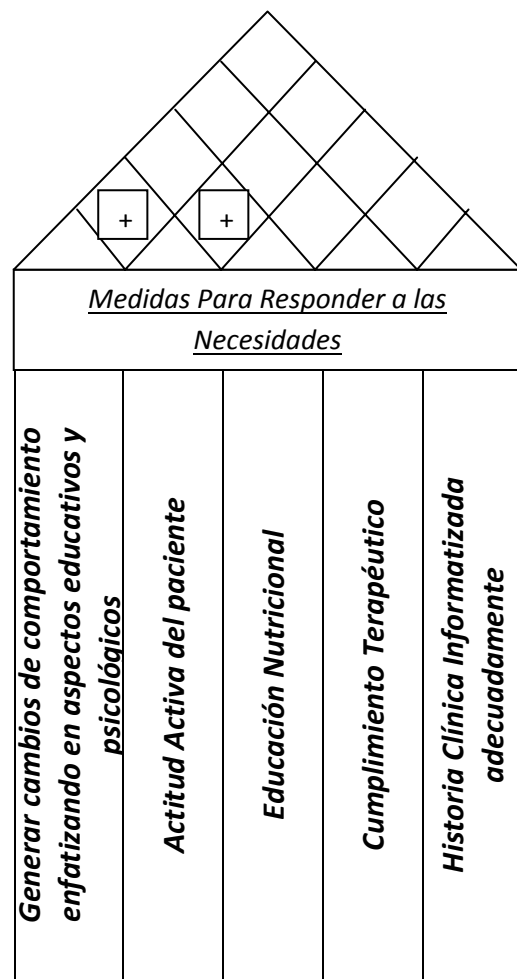 + +
Medidas Para Responder a las
Necesidades
Generar cambios de comportamiento
enfatizando en aspectos educativos y
psicológicos
Actitud Activa del paciente
Educación Nutricional
Cumplimiento Terapéutico
Historia Clínica Informatizada
adecuadamente